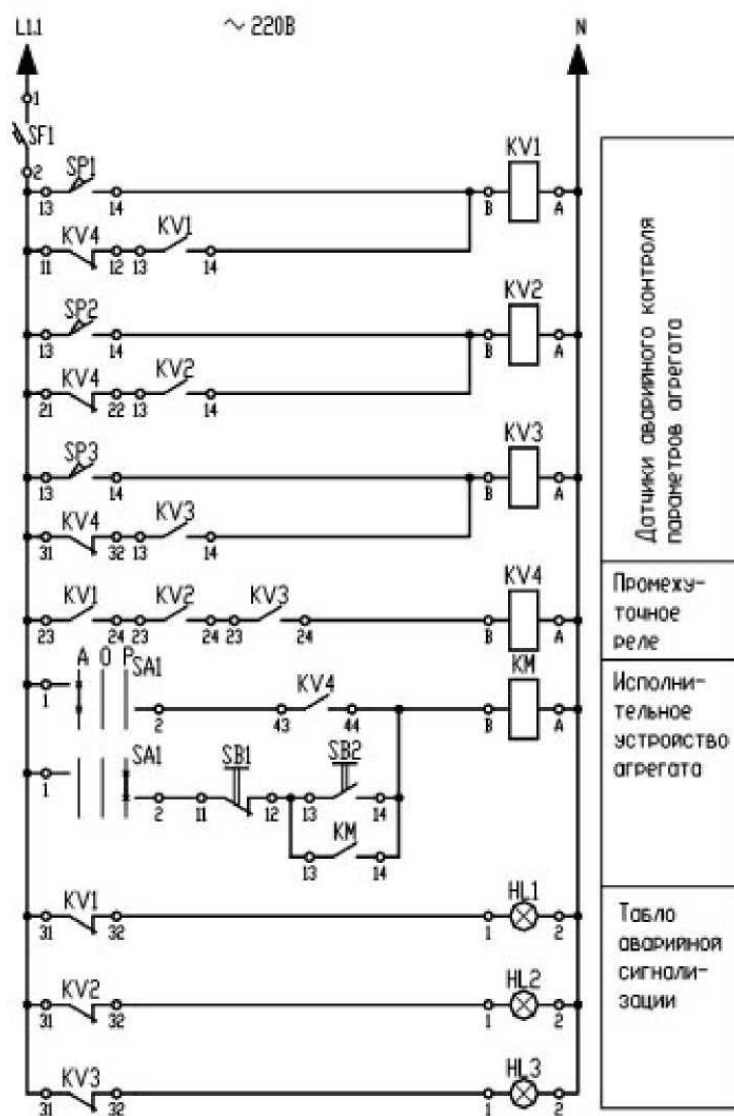 L1.1 ~ 220В N
1
SF1
2 SP1 KV1
13 14 В А
KV4 KV1
11 12 13 14
SP2 KV2
13 14 В А
KV4 KV2
21 22 13 14
SP3 KV3
13 14 В А
KV4 KV3
31 32 13 14
KV1 KV2 KV3 KV4
23 24 23 24 23 24 В А
А О Р SA1 KV4 KM
1 2 43 44 В А
SA1 SB1 SB2
1 2 11 12 13 14
KM
13 14
KV1 HL1
31 32 1 2
KV2 HL2
31 32 1 2
KV3 HL3
31 32 1 2
Датчики аварийного контроля
параметров агрегата
Промежу-
точное
реле
Исполни-
тельное
устройство
агрегата
Табло
аварийной
сигнали-
зации